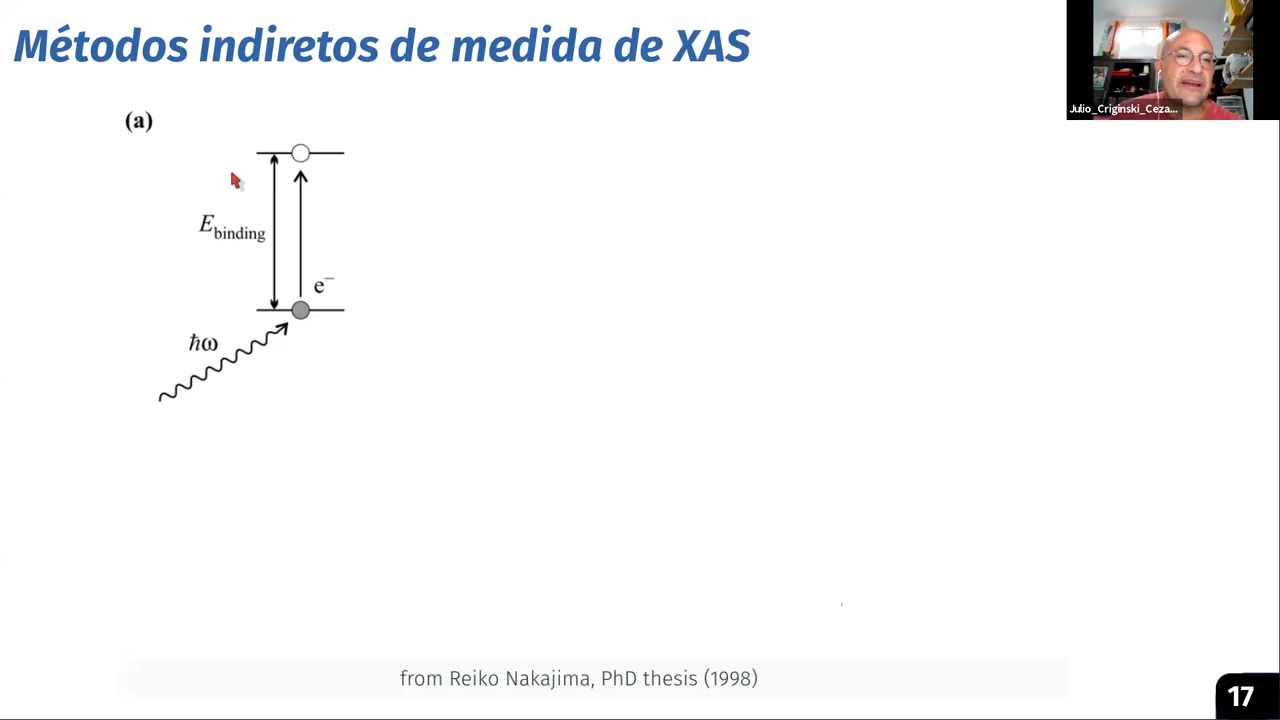 Métodos indiretos de medida de XAS
Julio_Criginski_Ceza...
(a)
E_binding
e⁻
ħω
from Reiko Nakajima, PhD thesis (1998)
17